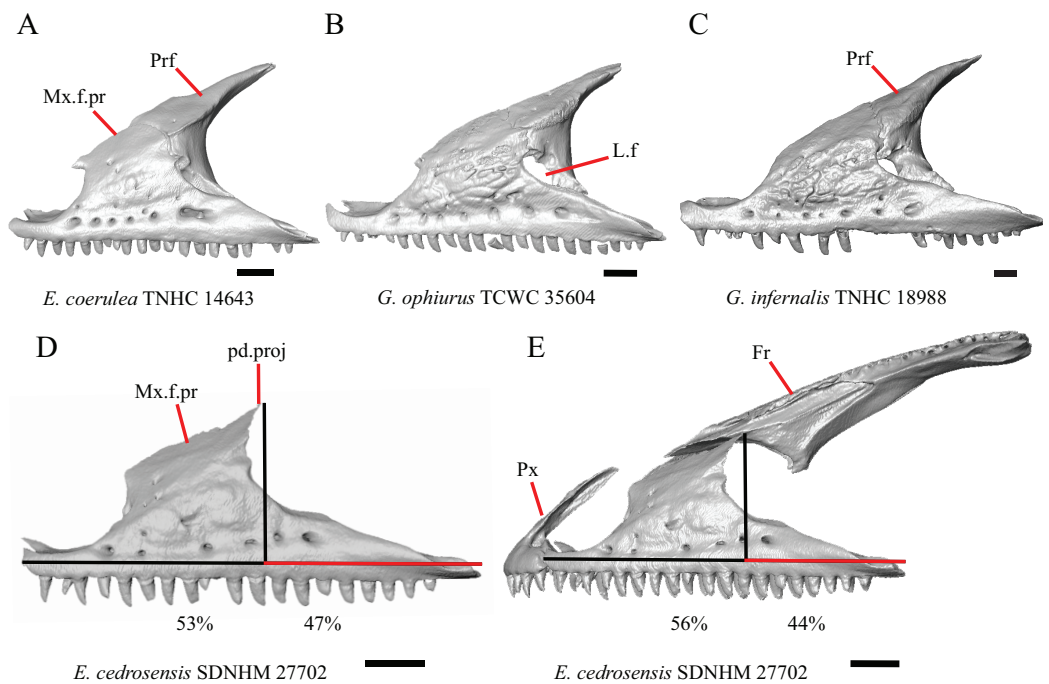 A
B
C
Prf
Mx.f.pr
L.f
Prf
E. coerulea TNHC 14643
G. ophiurus TCWC 35604
G. infernalis TNHC 18988
D
E
pd.proj
Mx.f.pr
Fr
Px
53%
47%
56%
44%
E. cedrosensis SDNHM 27702
E. cedrosensis SDNHM 27702